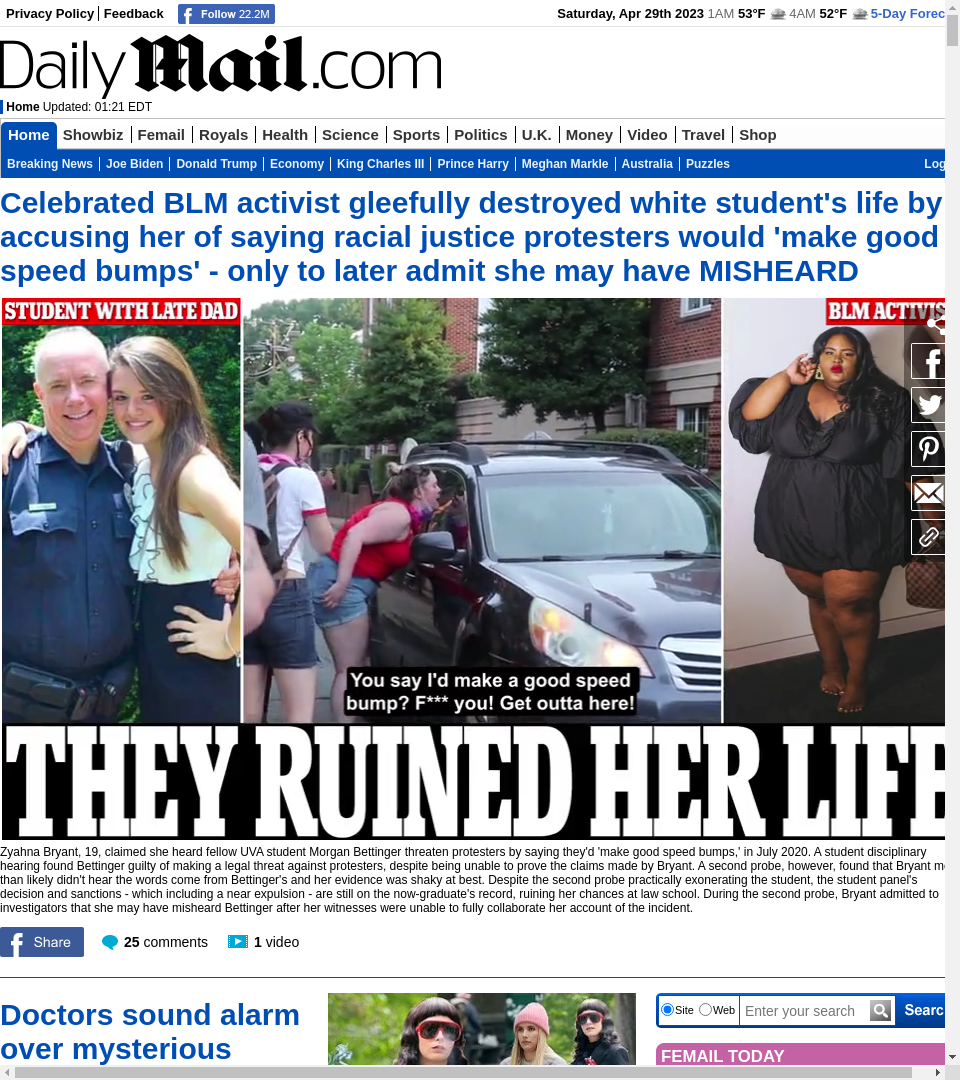 Privacy Policy Feedback Follow 22.2M Saturday, Apr 29th 2023 1AM 53°F 4AM 52°F 5-Day Forec
Daily Mail.com
Home Updated: 01:21 EDT
Home Showbiz Femail Royals Health Science Sports Politics U.K. Money Video Travel Shop
Breaking News Joe Biden Donald Trump Economy King Charles III Prince Harry Meghan Markle Australia Puzzles Log
Celebrated BLM activist gleefully destroyed white student's life by
accusing her of saying racial justice protesters would 'make good
speed bumps' - only to later admit she may have MISHEARD
STUDENT WITH LATE DAD BLM ACTIVIS
You say I'd make a good speed
bump? F*** you! Get outta here!
THEY RUINED HER LIFE
Zyahna Bryant, 19, claimed she heard fellow UVA student Morgan Bettinger threaten protesters by saying they'd 'make good speed bumps,' in July 2020. A student disciplinary
hearing found Bettinger guilty of making a legal threat against protesters, despite being unable to prove the claims made by Bryant. A second probe, however, found that Bryant mo
than likely didn't hear the words come from Bettinger's and her evidence was shaky at best. Despite the second probe practically exonerating the student, the student panel's
decision and sanctions - which including a near expulsion - are still on the now-graduate's record, ruining her chances at law school. During the second probe, Bryant admitted to
investigators that she may have misheard Bettinger after her witnesses were unable to fully collaborate her account of the incident.
Share 25 comments 1 video
Doctors sound alarm
over mysterious
Site Web Enter your search Searc
FEMAIL TODAY